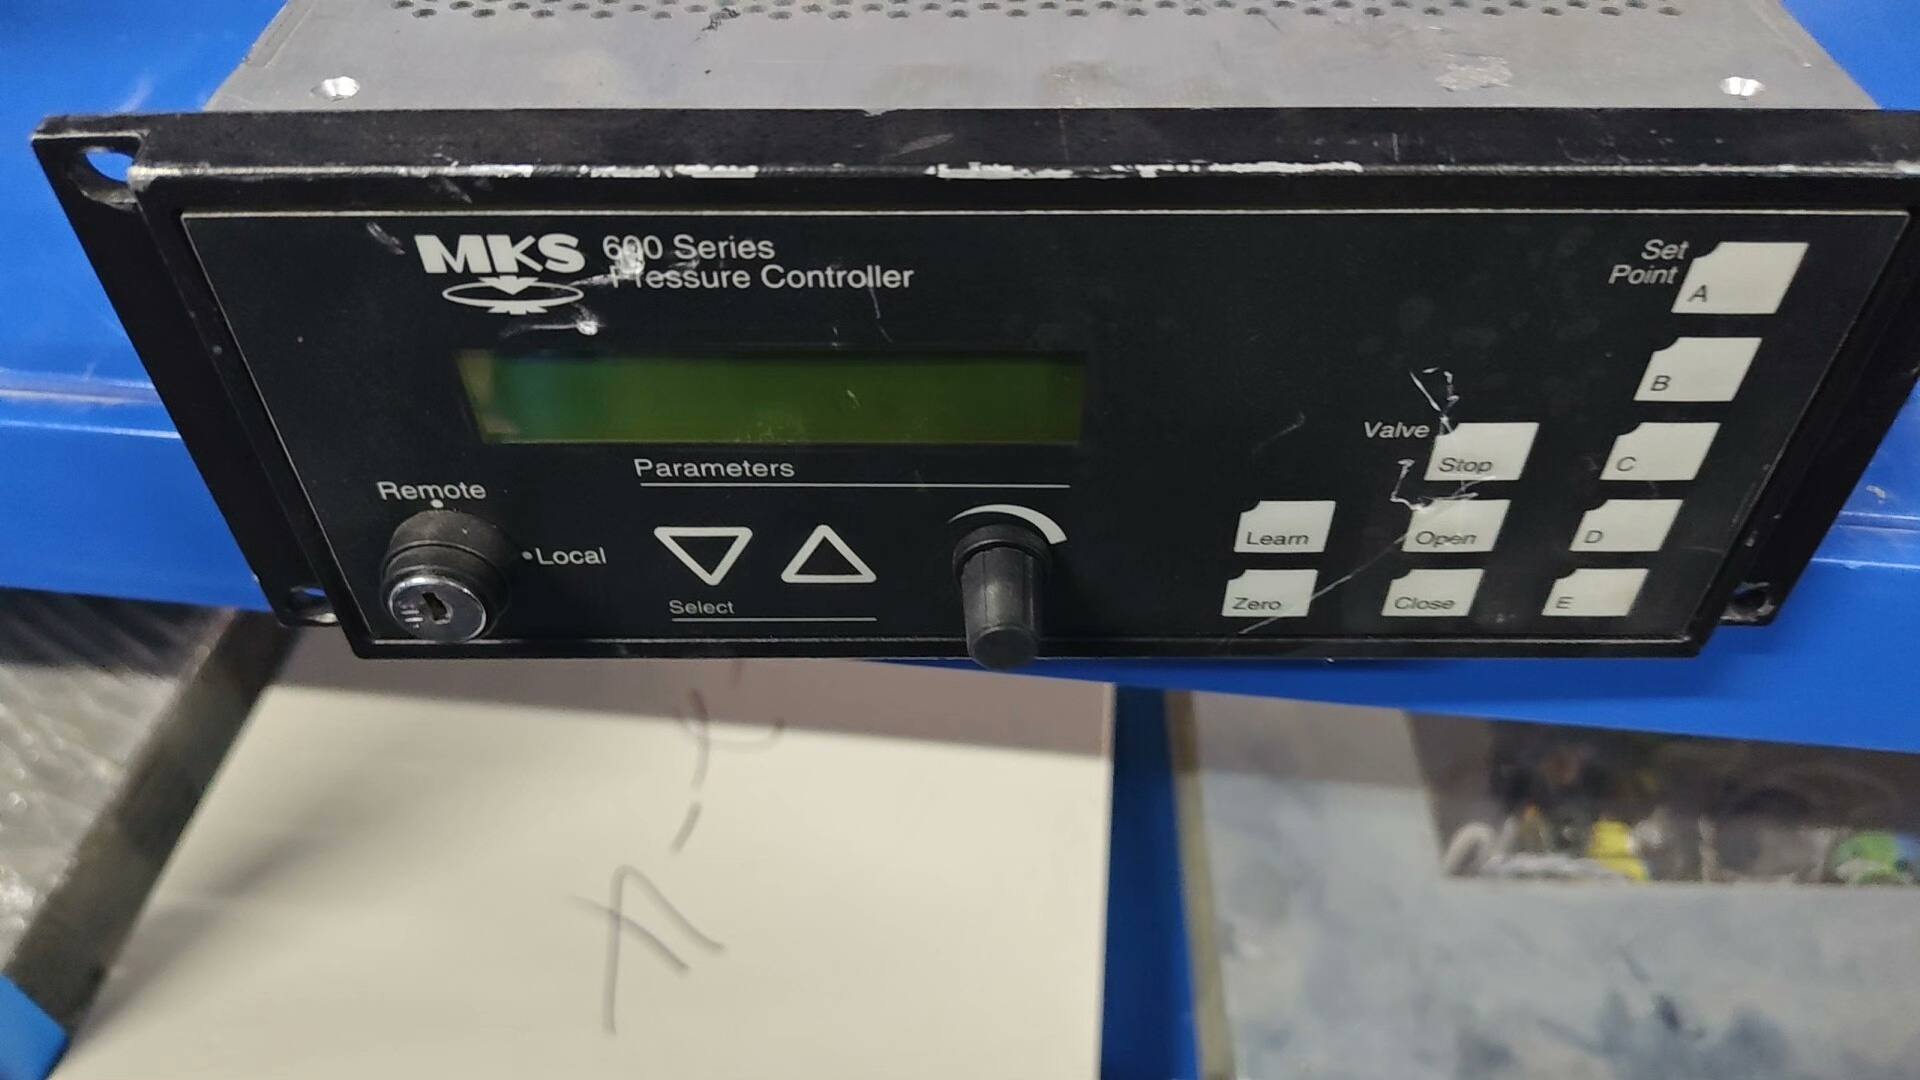 MKS 600 Series
Pressure Controller
Set
Point
A
B
Valve
Stop
C
Parameters
Remote
Local
Learn
Open
D
Select
Zero
Close
E